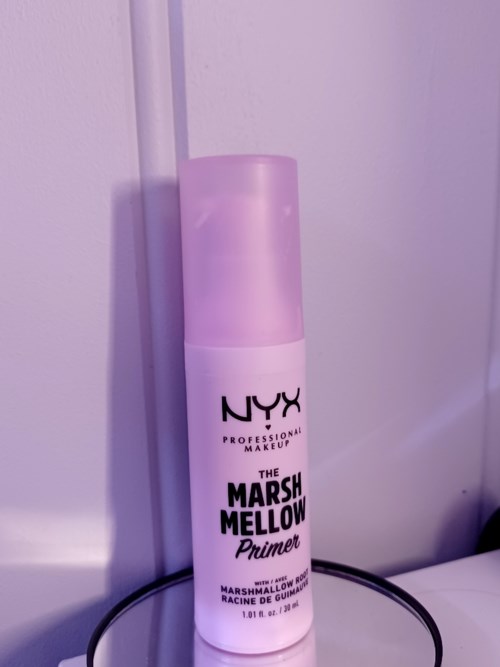 NYX
PROFESSIONAL
MAKEUP
THE
MARSH
MELLOW
Primer
WITH / AVEC
MARSHMALLOW ROOT
RACINE DE GUIMAUVE
1.01 fl. oz. / 30 mL